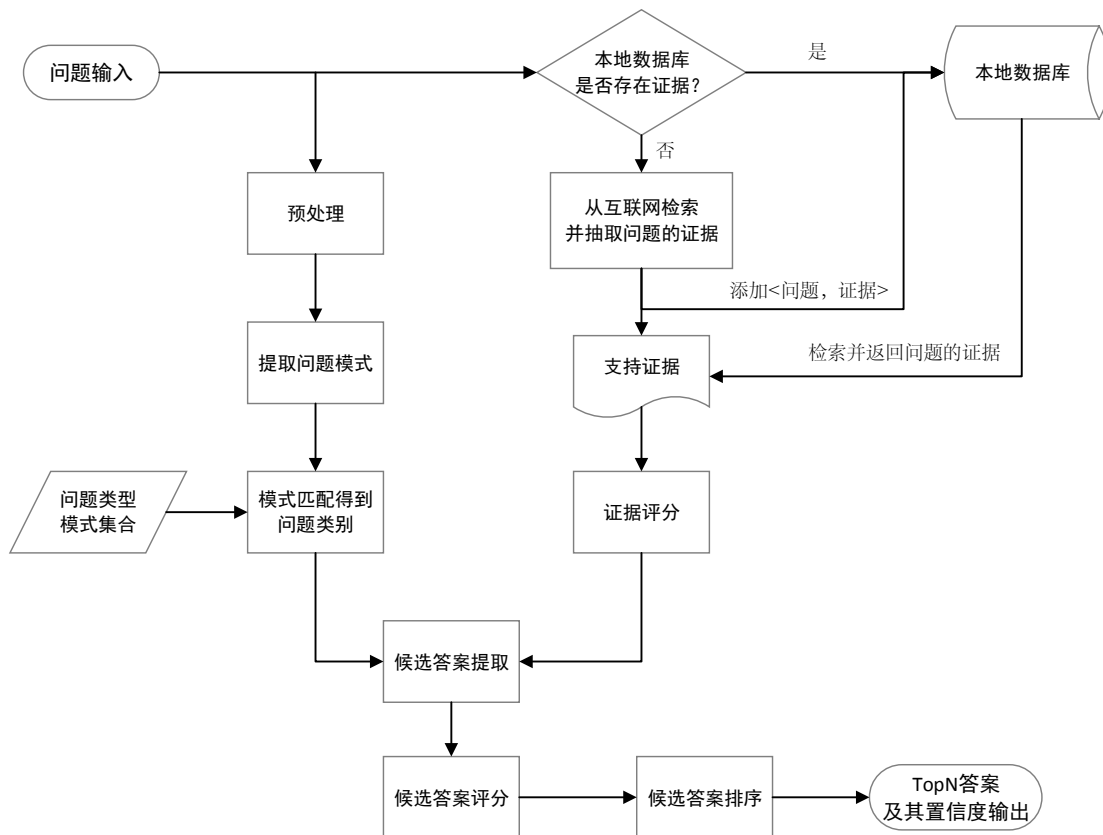 问题输入
本地数据库
是否存在证据？
是
本地数据库
否
预处理
从互联网检索
并抽取问题的证据
添加<问题，证据>
提取问题模式
支持证据
检索并返回问题的证据
问题类型
模式集合
模式匹配得到
问题类别
证据评分
候选答案提取
候选答案评分
候选答案排序
TopN答案
及其置信度输出